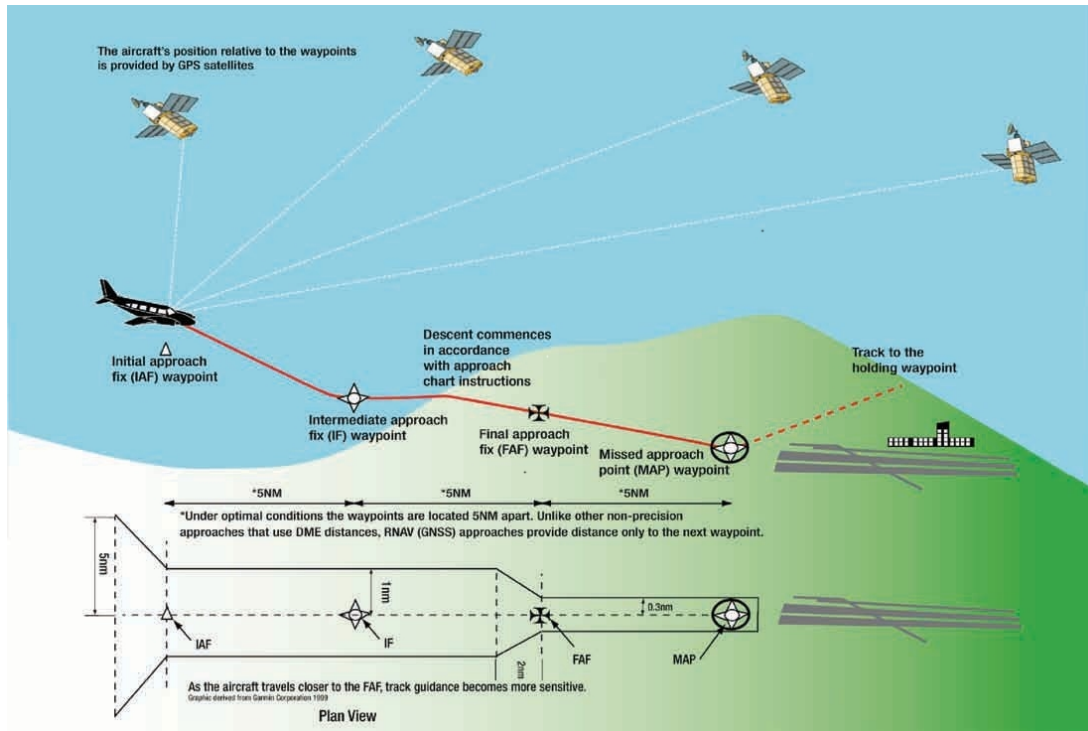 The aircraft's position relative to the waypoints
is provided by GPS satellites
Initial approach
fix (IAF) waypoint
Intermediate approach
fix (IF) waypoint
Descent commences
in accordance
with approach
chart instructions
Final approach
fix (FAF) waypoint
Missed approach
point (MAP) waypoint
Track to the
holding waypoint
*5NM
*5NM
*5NM
*Under optimal conditions the waypoints are located 5NM apart. Unlike other non-precision
approaches that use DME distances, RNAV (GNSS) approaches provide distance only to the next waypoint.
5nm
1nm
0.3nm
IAF
IF
2nm
FAF
MAP
As the aircraft travels closer to the FAF, track guidance becomes more sensitive.
Graphic derived from Garmin Corporation 1999
Plan View